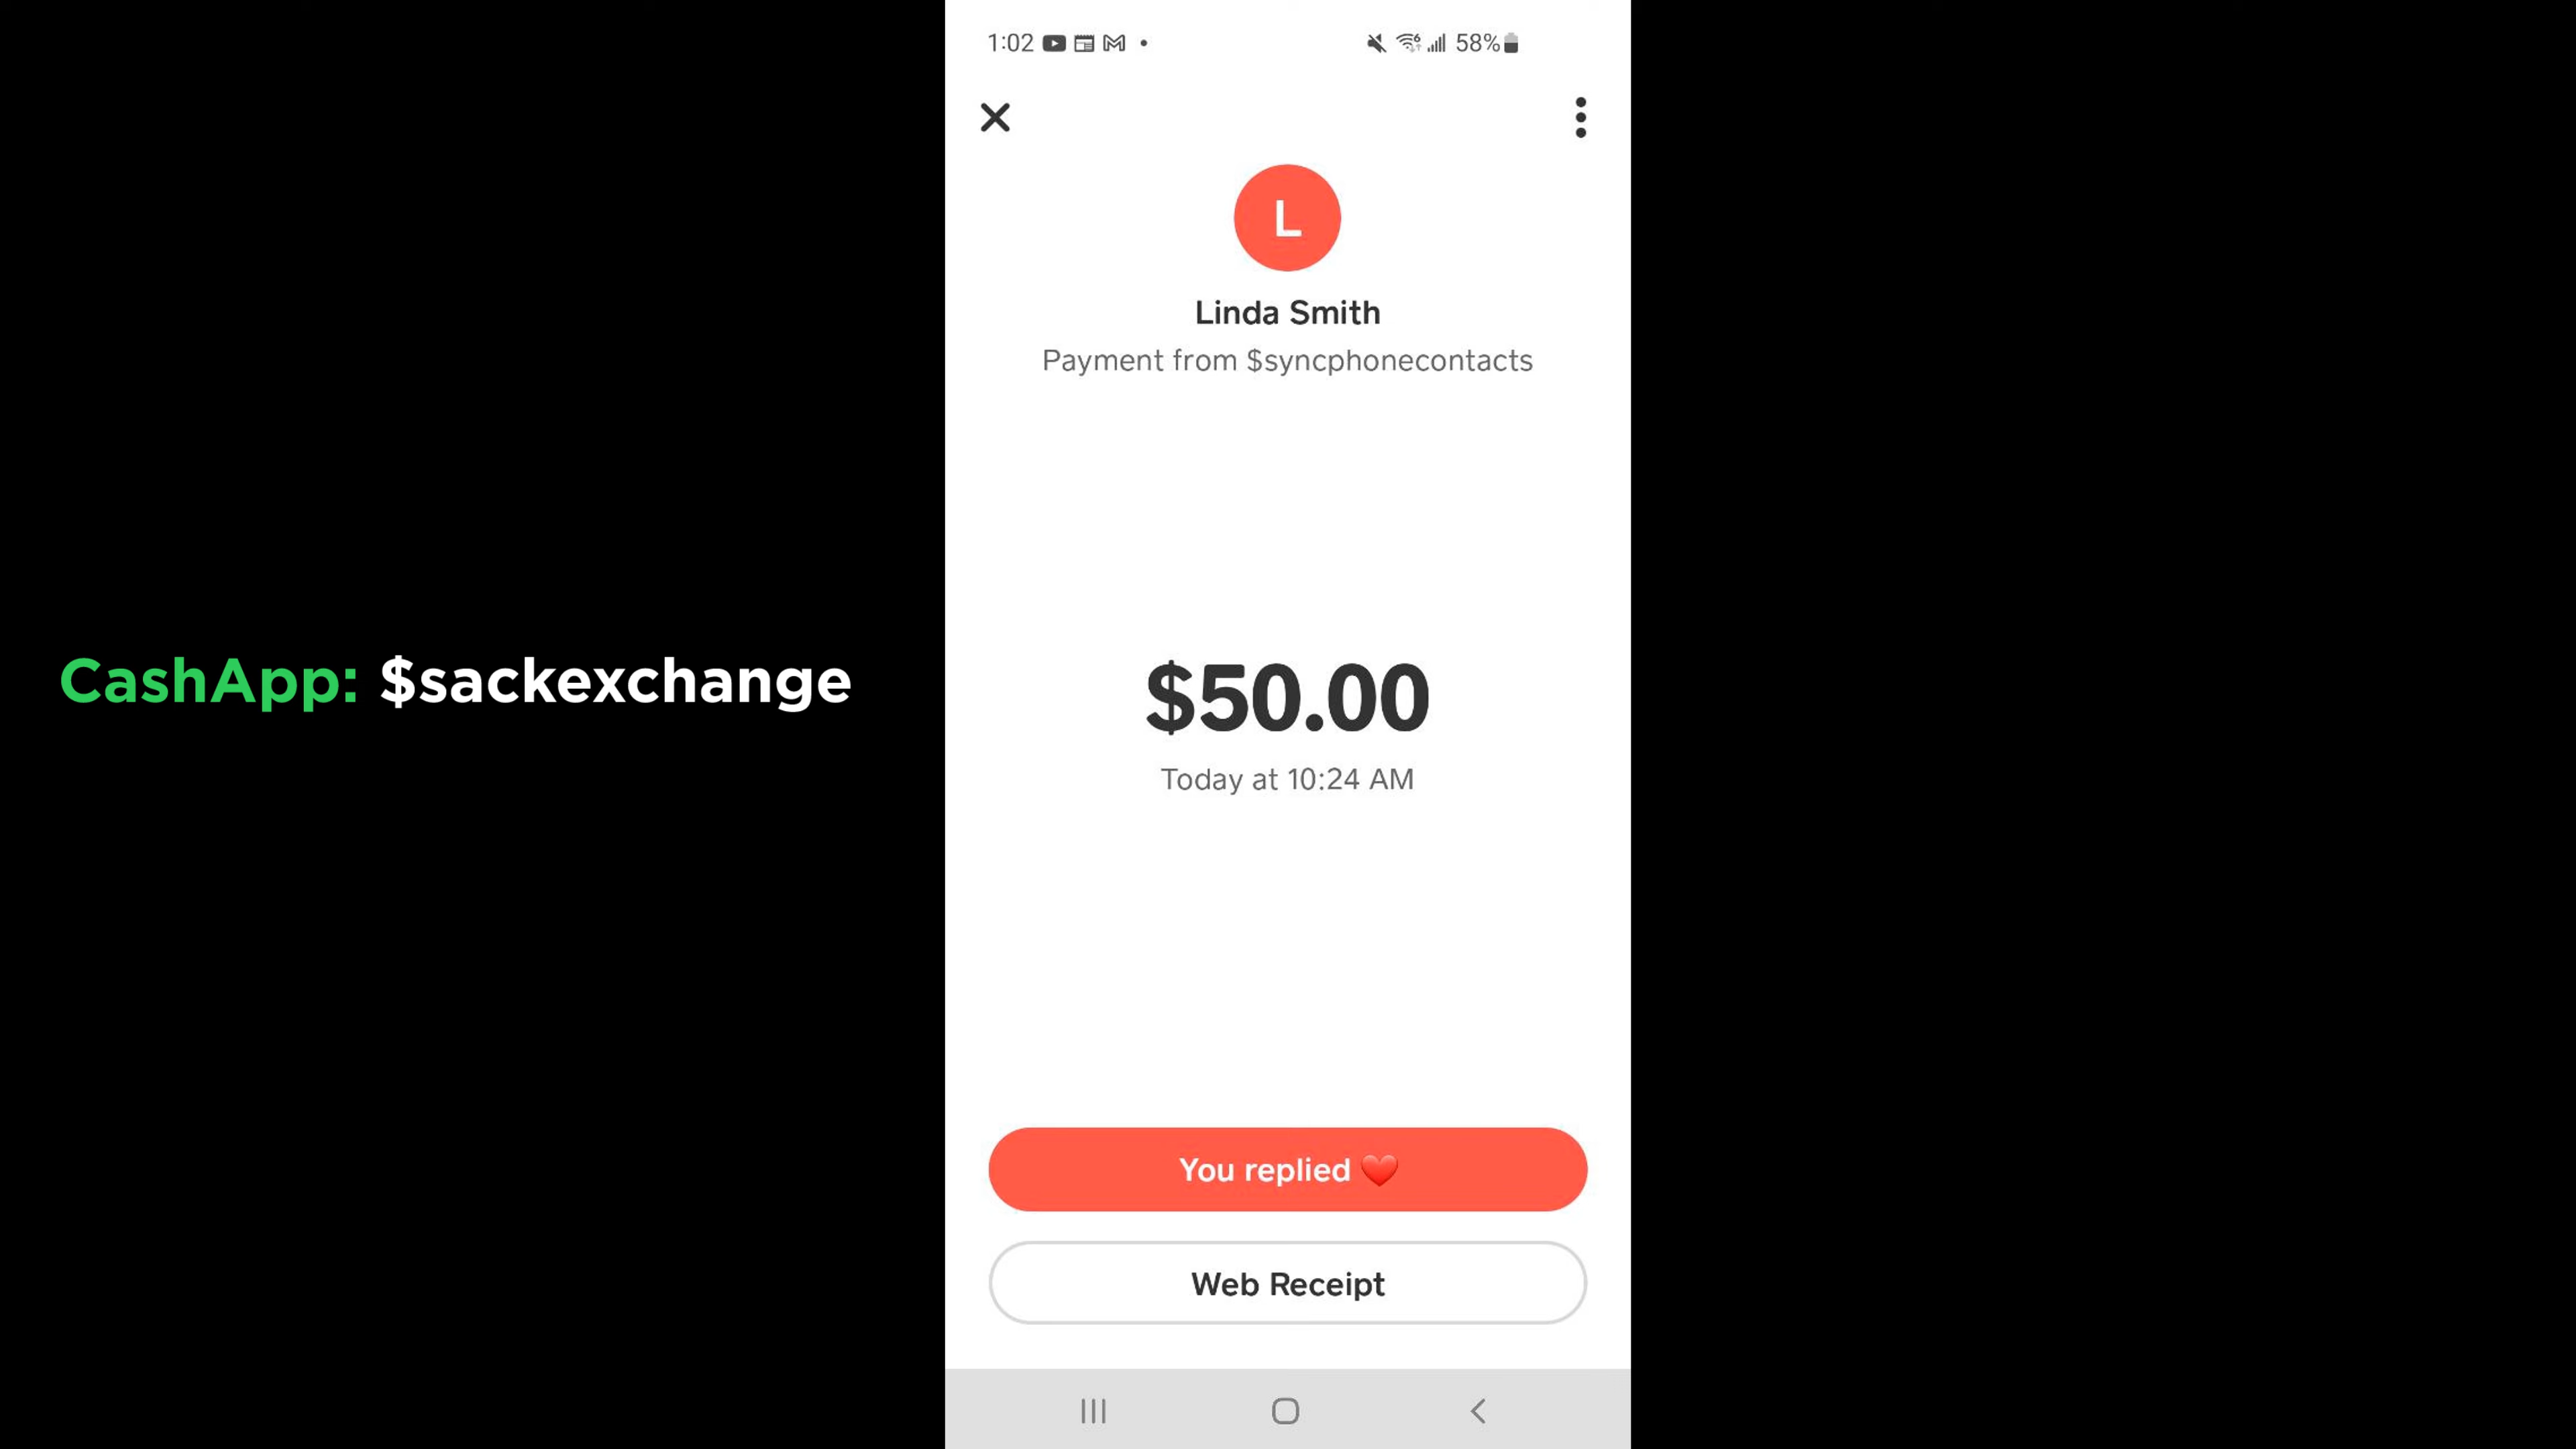 1:02
58%
L
Linda Smith
Payment from $syncphonecontacts
CashApp: $sackexchange
$50.00
Today at 10:24 AM
You replied ❤️
Web Receipt